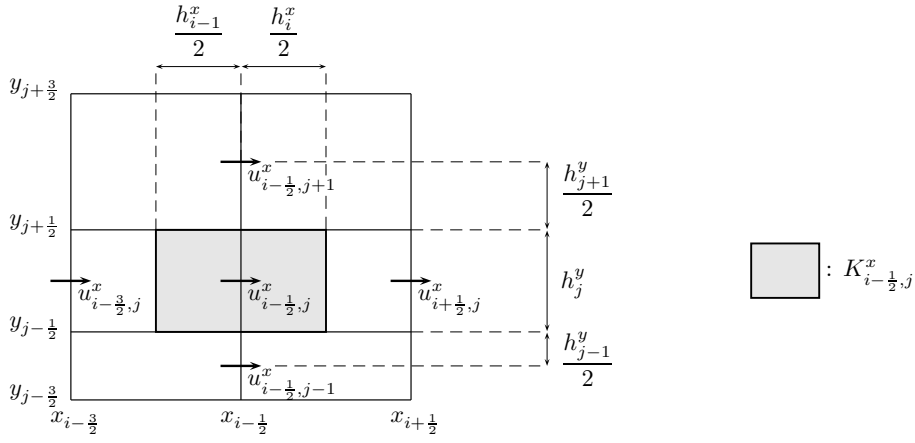 h^x_{i−1}/2 h^x_i/2
y_{j+3/2}
u^x_{i−1/2,j+1}
h^y_{j+1}/2
y_{j+1/2}
u^x_{i−3/2,j} u^x_{i−1/2,j} u^x_{i+1/2,j} h^y_j : K^x_{i−1/2,j}
y_{j−1/2}
h^y_{j−1}/2
u^x_{i−1/2,j−1}
y_{j−3/2}
x_{i−3/2} x_{i−1/2} x_{i+1/2}